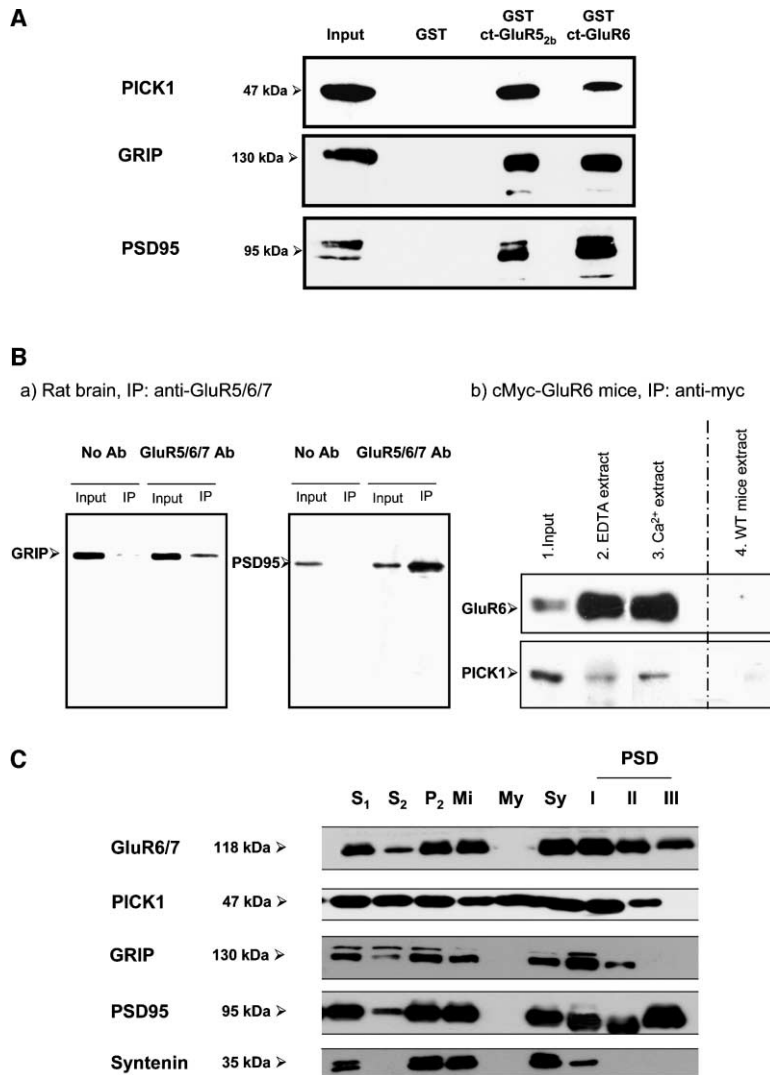 A
Input GST GST ct-GluR52b GST ct-GluR6
PICK1 47 kDa
GRIP 130 kDa
PSD95 95 kDa
B
a) Rat brain, IP: anti-GluR5/6/7
b) cMyc-GluR6 mice, IP: anti-myc
No Ab GluR5/6/7 Ab
Input IP Input IP
GRIP
No Ab GluR5/6/7 Ab
Input IP Input IP
PSD95
1.Input
2. EDTA extract
3. Ca2+ extract
4. WT mice extract
GluR6
PICK1
C
PSD
S1 S2 P2 Mi My Sy I II III
GluR6/7 118 kDa
PICK1 47 kDa
GRIP 130 kDa
PSD95 95 kDa
Syntenin 35 kDa